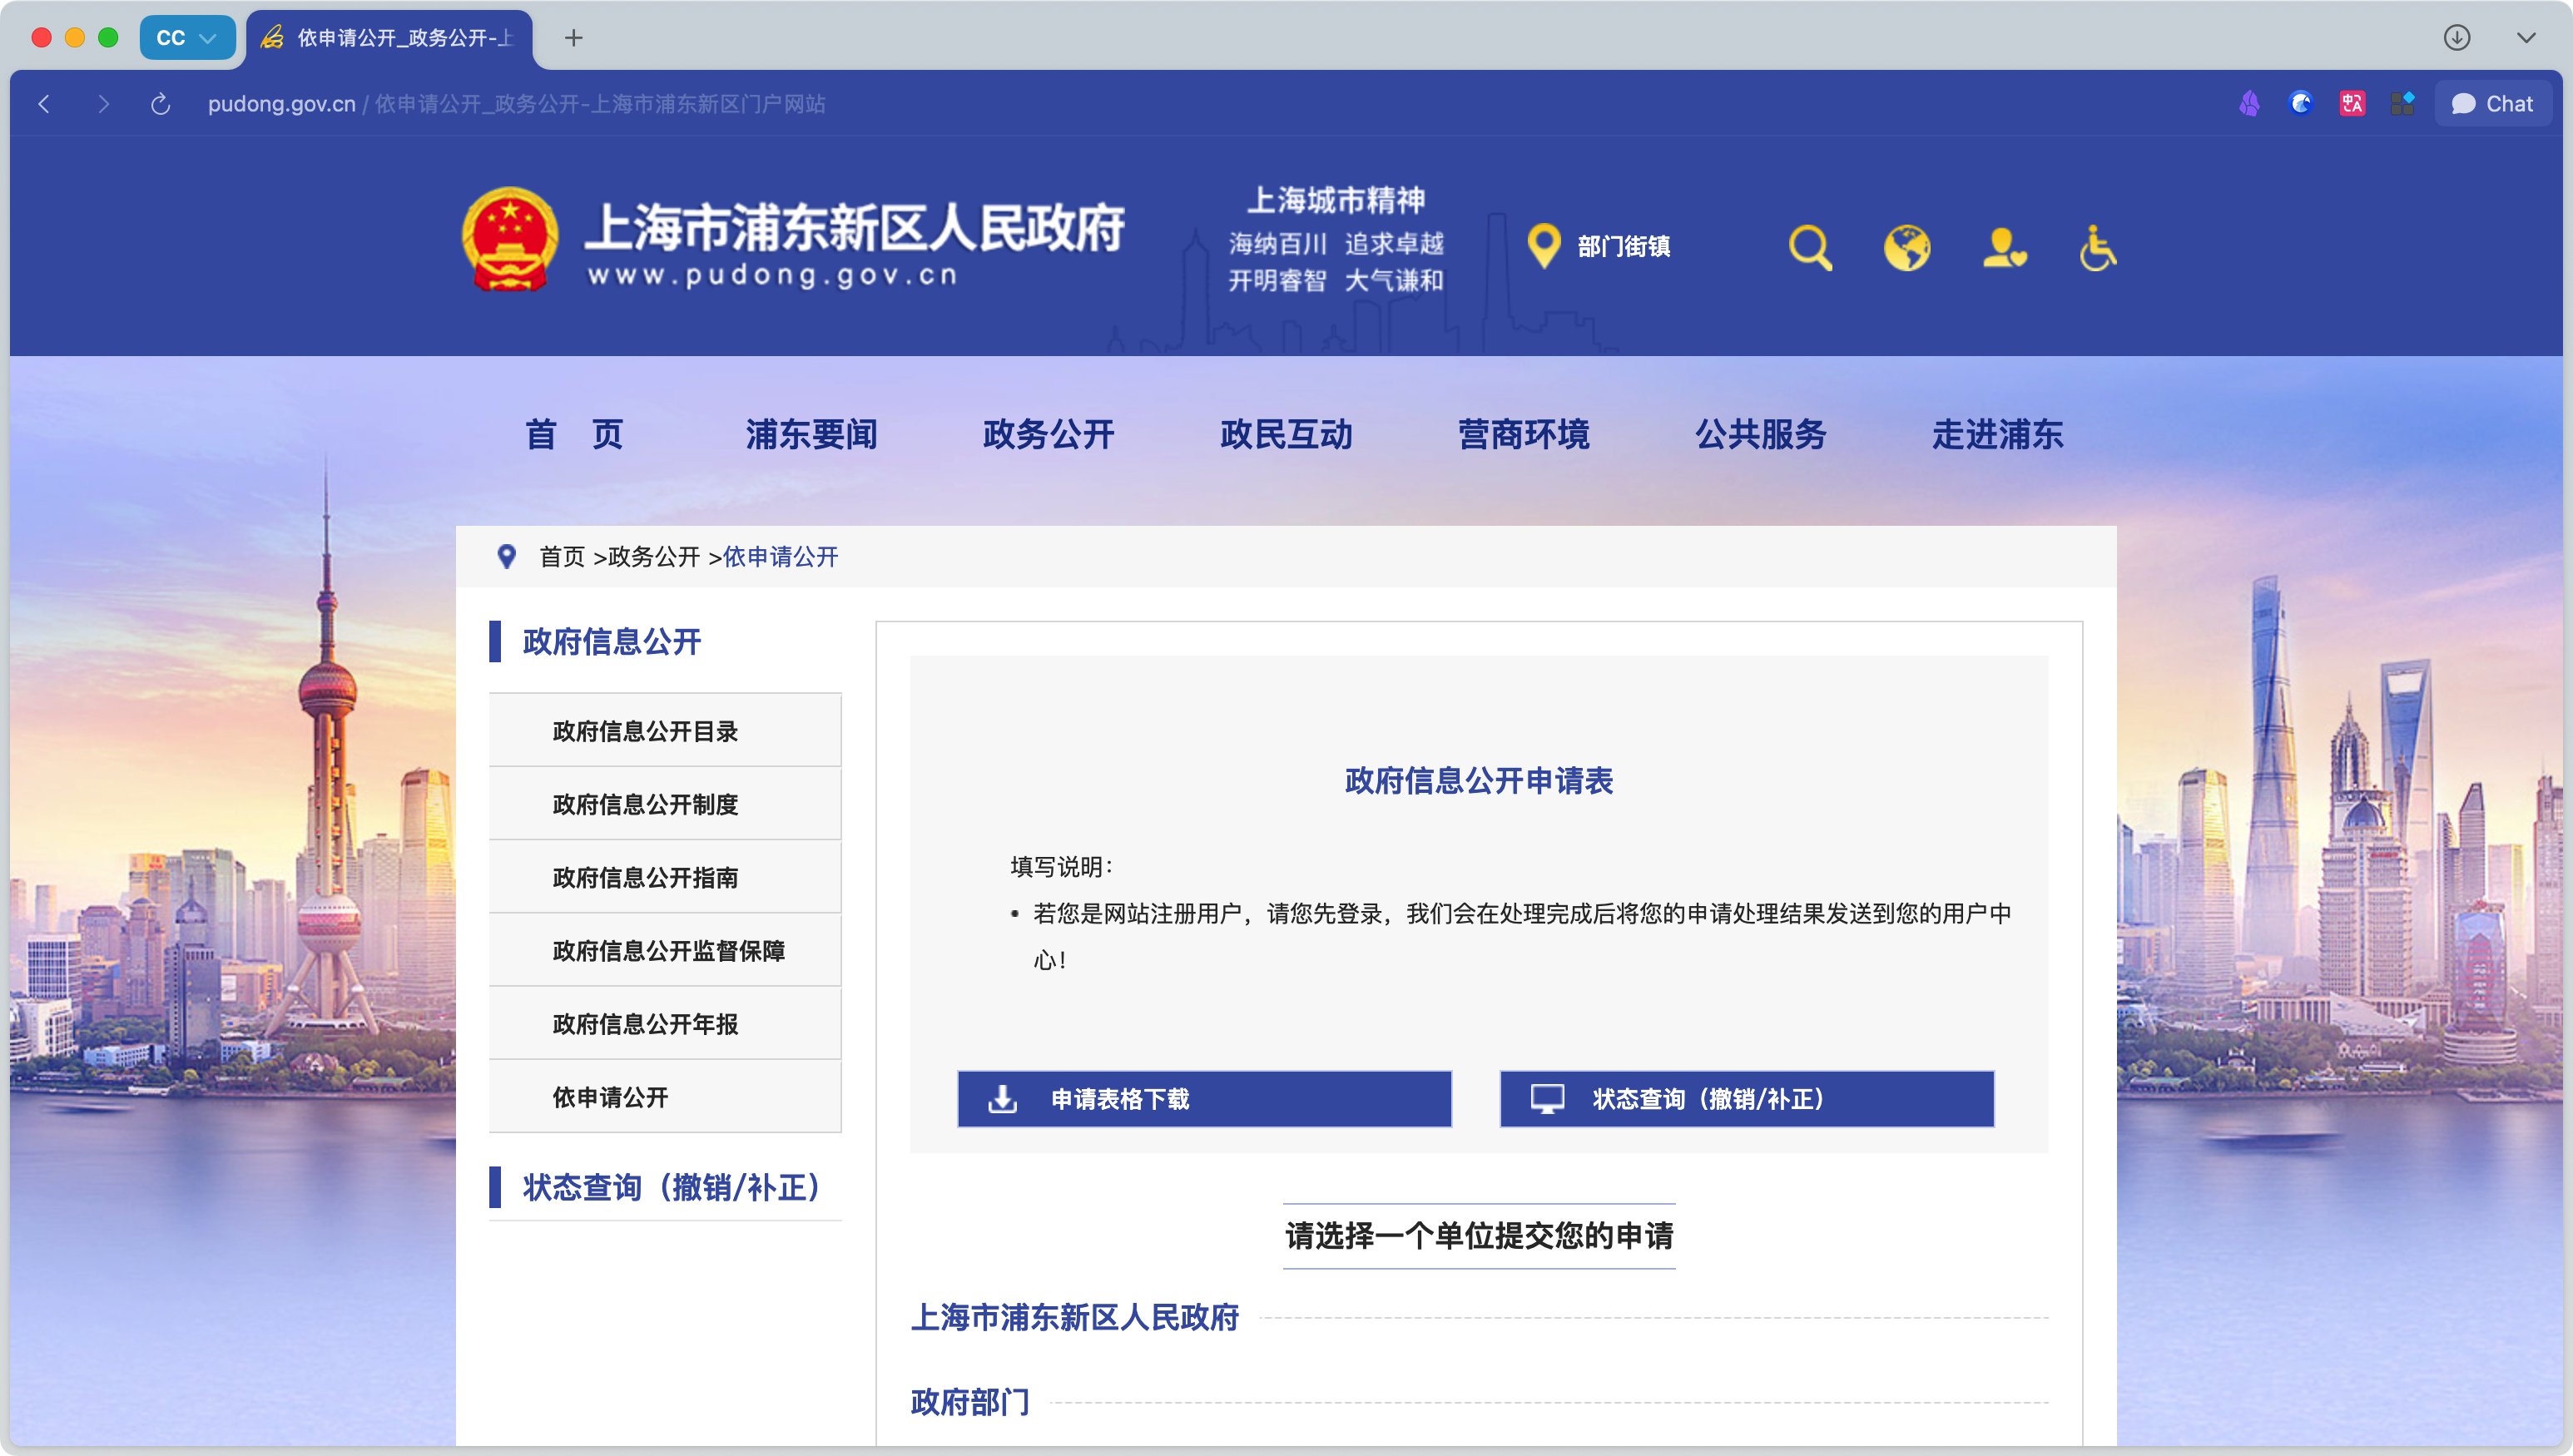 CC
依申请公开_政务公开-上
pudong.gov.cn / 依申请公开_政务公开-上海市浦东新区门户网站
Chat
上海市浦东新区人民政府
www.pudong.gov.cn
上海城市精神
海纳百川 追求卓越
开明睿智 大气谦和
部门街镇
首 页
浦东要闻
政务公开
政民互动
营商环境
公共服务
走进浦东
首页 >政务公开 >依申请公开
政府信息公开
政府信息公开目录
政府信息公开制度
政府信息公开指南
政府信息公开监督保障
政府信息公开年报
依申请公开
状态查询（撤销/补正）
政府信息公开申请表
填写说明：
• 若您是网站注册用户，请您先登录，我们会在处理完成后将您的申请处理结果发送到您的用户中
心！
申请表格下载
状态查询（撤销/补正）
请选择一个单位提交您的申请
上海市浦东新区人民政府
政府部门